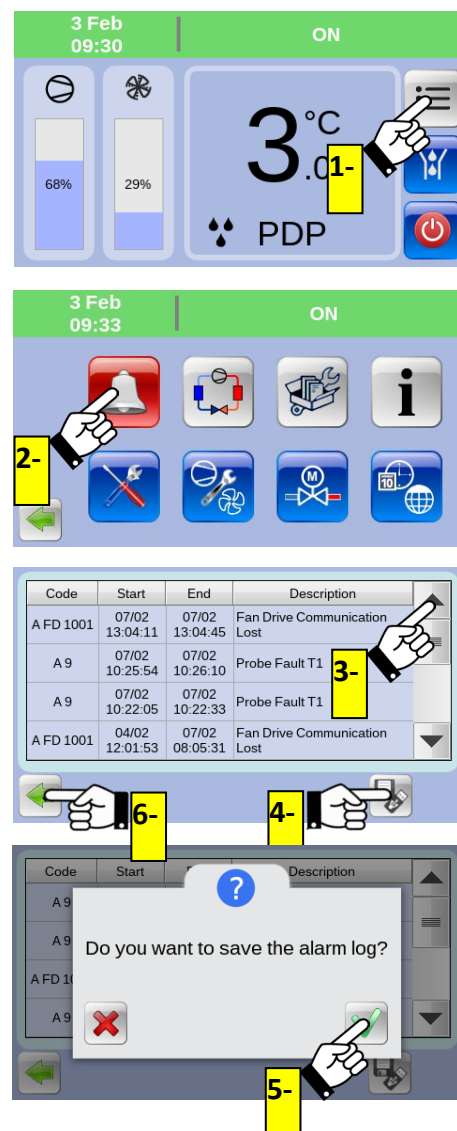 3 Feb
09:30
ON
68%
29%
3.0 °C
1-
PDP
3 Feb
09:33
ON
2-
M
10
i
Code Start End Description
A FD 1001 07/02 13:04:11 07/02 13:04:45 Fan Drive Communication Lost
A 9 07/02 10:25:54 07/02 10:26:10 Probe Fault T1
3-
A 9 07/02 10:22:05 07/02 10:22:33 Probe Fault T1
A FD 1001 04/02 12:01:53 07/02 08:05:31 Fan Drive Communication Lost
6-
4-
Code Start Description
?
A 9
A 9
Do you want to save the alarm log?
A FD 10
A 9
5-